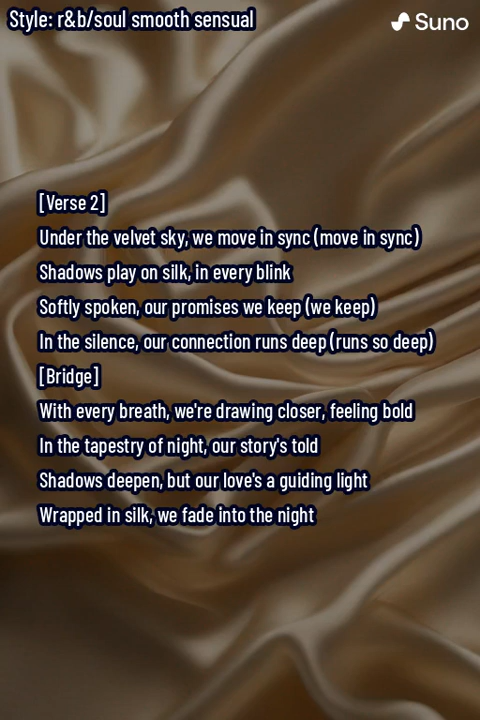 Style: r&b/soul smooth sensual
Suno
[Verse 2]
Under the velvet sky, we move in sync (move in sync)
Shadows play on silk, in every blink
Softly spoken, our promises we keep (we keep)
In the silence, our connection runs deep (runs so deep)
[Bridge]
With every breath, we're drawing closer, feeling bold
In the tapestry of night, our story's told
Shadows deepen, but our love's a guiding light
Wrapped in silk, we fade into the night